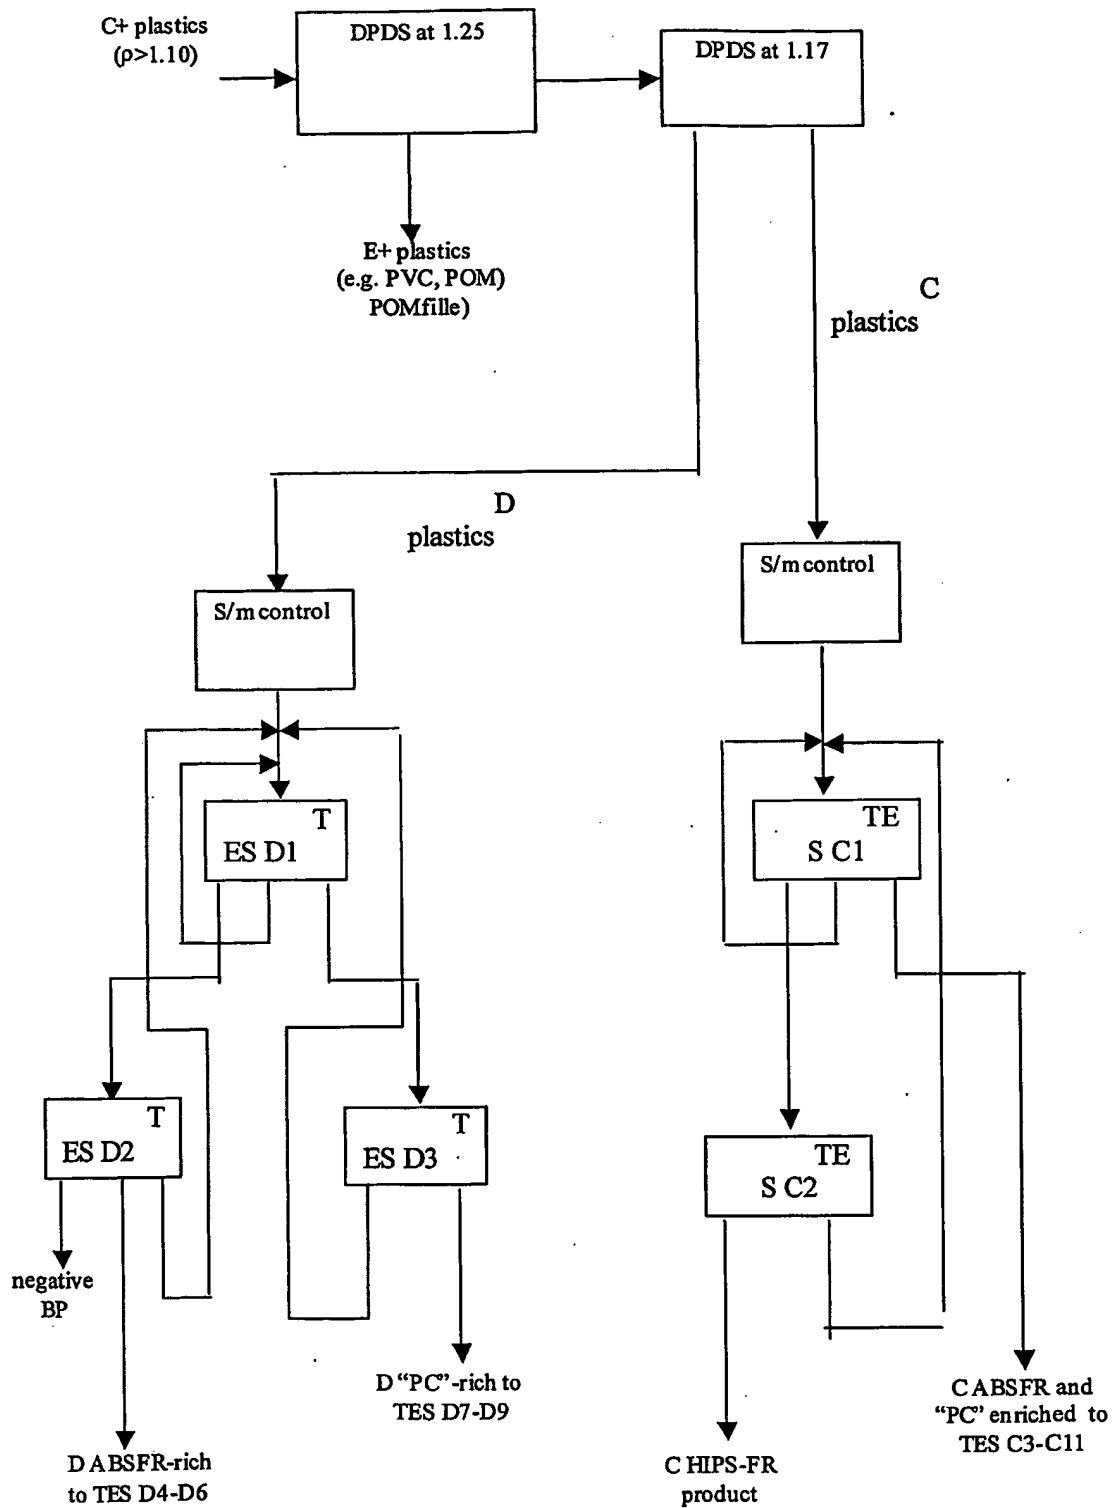 C+ plastics
(ρ>1.10)
DPDS at 1.25
DPDS at 1.17
E+ plastics
(e.g. PVC, POM)
POMfille)
C
plastics
D
plastics
S/m control
S/m control
T
ES D1
TE
S C1
T
ES D2
T
ES D3
TE
S C2
negative
BP
D "PC"-rich to
TES D7-D9
C ABSFR and
"PC" enriched to
TES C3-C11
D ABSFR-rich
to TES D4-D6
C HIPS-FR
product